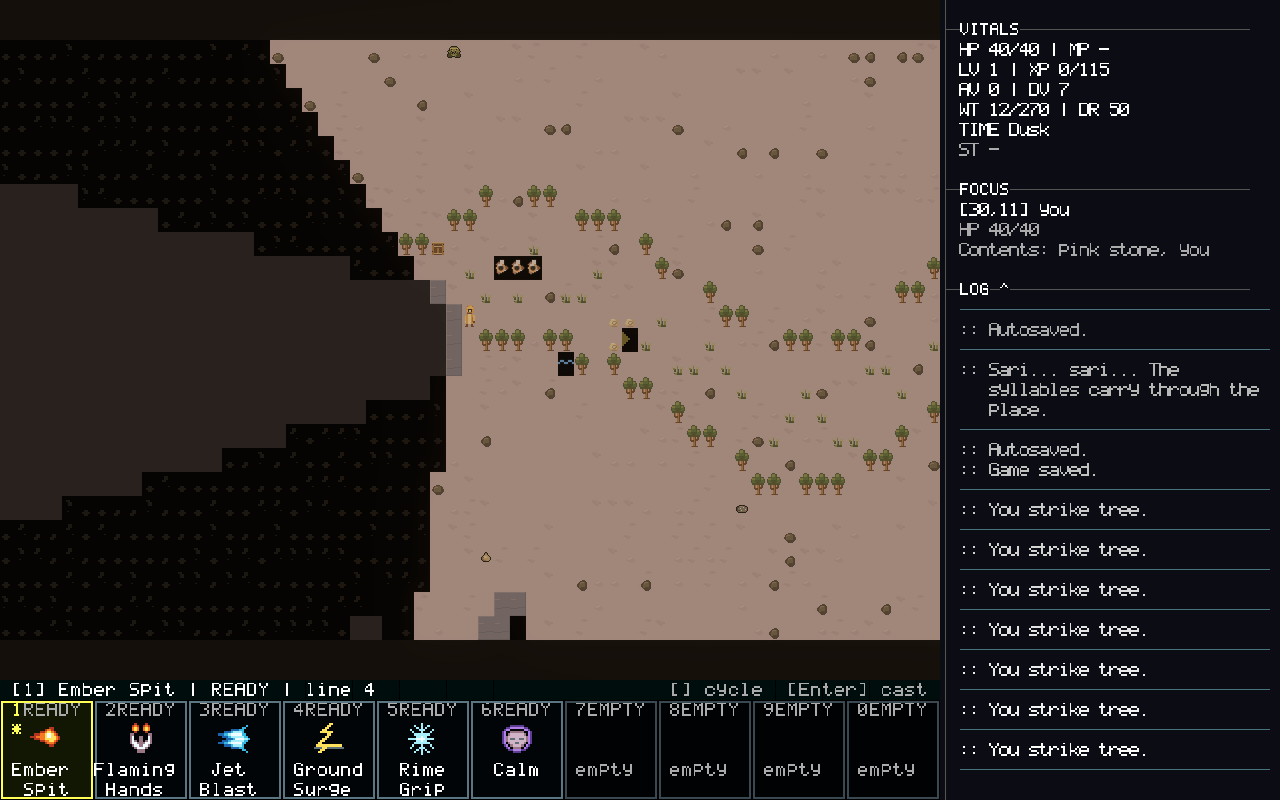 VITALS
HP 40/40 | MP -
LV 1 | XP 0/115
AV 0 | DV 7
WT 12/270 | DR 50
TIME Dusk
ST -
FOCUS
[30,11] You
HP 40/40
Contents: Pink stone, You
LOG ^
:: Autosaved.
:: Sari... sari... The
syllables carry through the
Place.
:: Autosaved.
:: Game saved.
:: You strike tree.
:: You strike tree.
:: You strike tree.
:: You strike tree.
:: You strike tree.
:: You strike tree.
:: You strike tree.
[1] Ember Spit | READY | line 4
[] cycle [Enter] cast
1READY 2READY 3READY 4READY 5READY 6READY 7EMPTY 8EMPTY 9EMPTY 0EMPTY
*
Ember Flaming Jet Ground Rime Calm empty empty empty empty
Spit Hands Blast Surge Grip